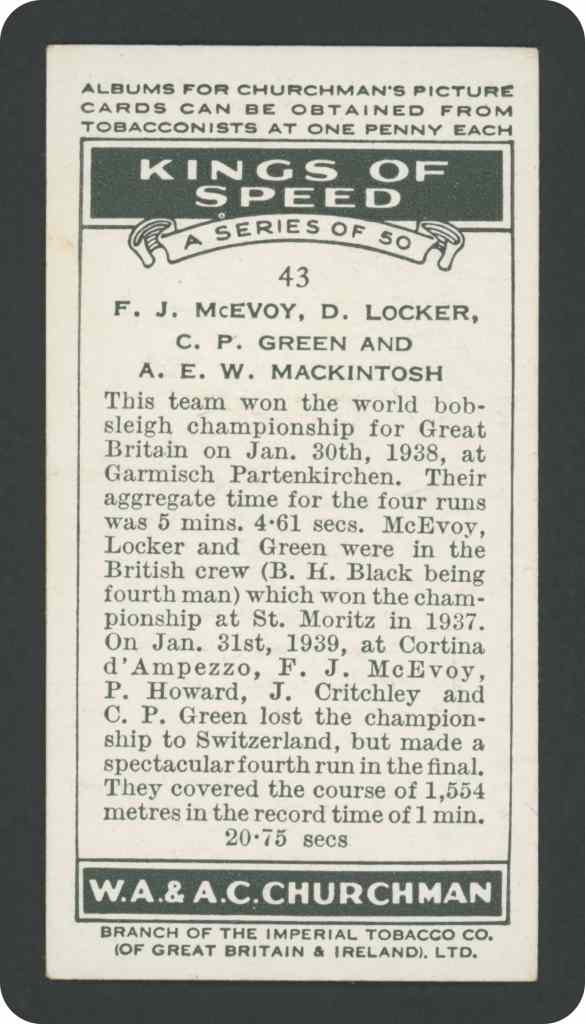 ALBUMS FOR CHURCHMAN'S PICTURE
CARDS CAN BE OBTAINED FROM
TOBACCONISTS AT ONE PENNY EACH
KINGS OF
SPEED
A SERIES OF 50
43
F. J. McEVOY, D. LOCKER,
C. P. GREEN AND
A. E. W. MACKINTOSH
This team won the world bob-
sleigh championship for Great
Britain on Jan. 30th, 1938, at
Garmisch Partenkirchen. Their
aggregate time for the four runs
was 5 mins. 4·61 secs. McEvoy,
Locker and Green were in the
British crew (B. H. Black being
fourth man) which won the cham-
pionship at St. Moritz in 1937.
On Jan. 31st, 1939, at Cortina
d'Ampezzo, F. J. McEvoy,
P. Howard, J. Critchley and
C. P. Green lost the champion-
ship to Switzerland, but made a
spectacular fourth run in the final.
They covered the course of 1,554
metres in the record time of 1 min.
20·75 secs
W.A.& A.C.CHURCHMAN
BRANCH OF THE IMPERIAL TOBACCO CO.
(OF GREAT BRITAIN & IRELAND). LTD.